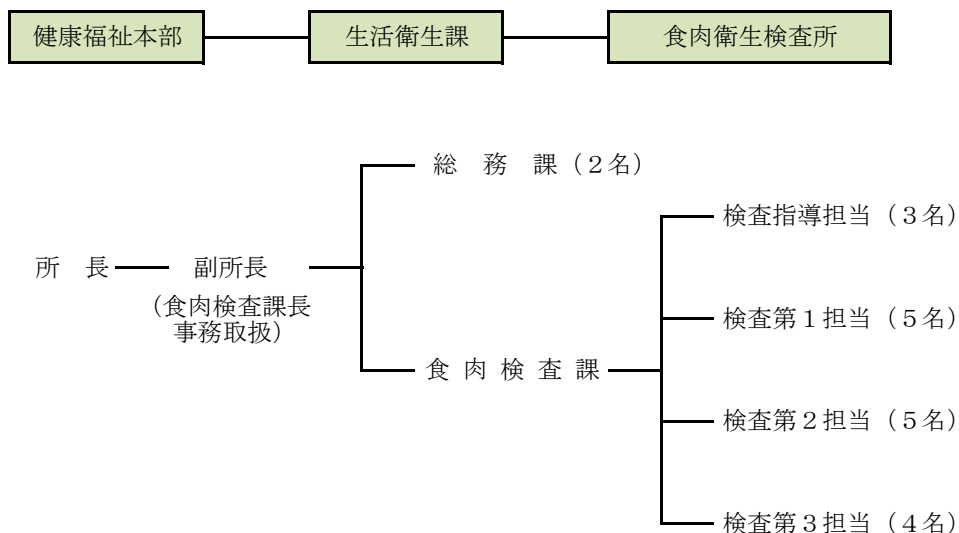 健康福祉本部
生活衛生課
食肉衛生検査所
総　務　課（２名）
検査指導担当（３名）
所　長
副所長
（食肉検査課長
事務取扱）
検査第１担当（５名）
食 肉 検 査 課
検査第２担当（５名）
検査第３担当（４名）